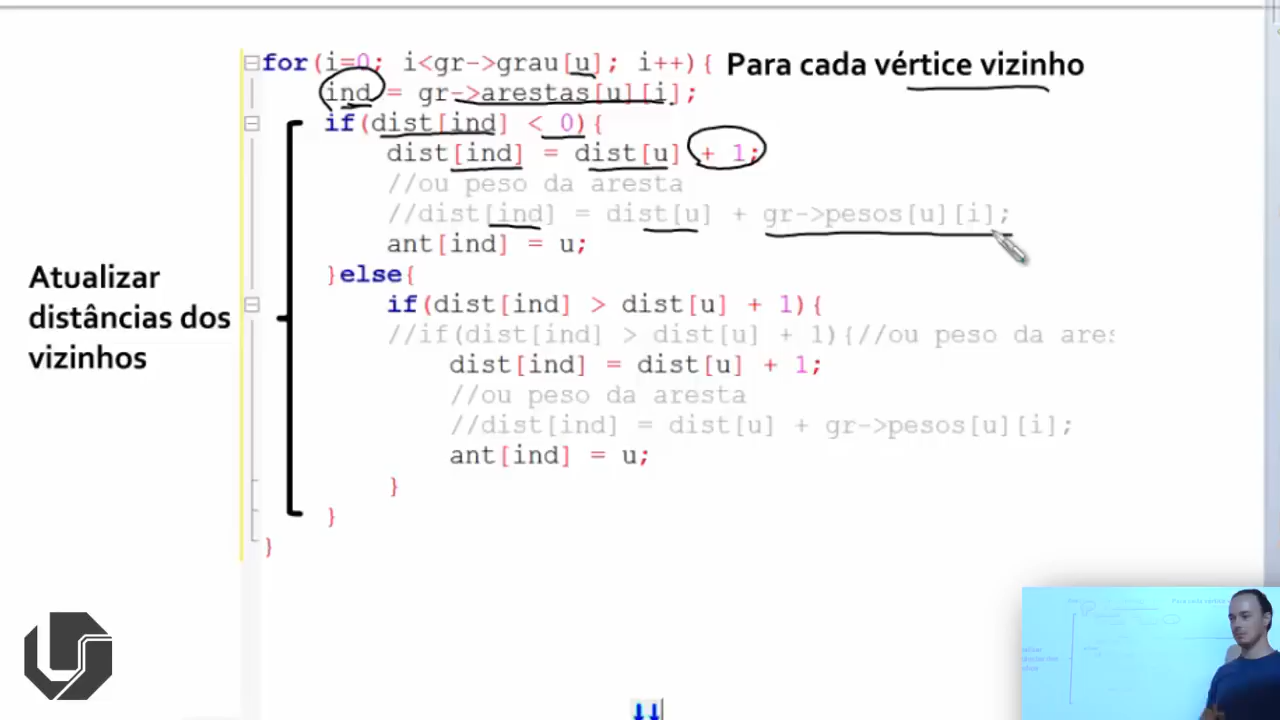 for(i=0; i<gr->grau[u]; i++){ Para cada vértice vizinho
ind = gr->arestas[u][i];
if(dist[ind] < 0){
dist[ind] = dist[u] + 1;
//ou peso da aresta
//dist[ind] = dist[u] + gr->pesos[u][i];
ant[ind] = u;
}else{
if(dist[ind] > dist[u] + 1){
//if(dist[ind] > dist[u] + 1){//ou peso da ares
dist[ind] = dist[u] + 1;
//ou peso da aresta
//dist[ind] = dist[u] + gr->pesos[u][i];
ant[ind] = u;
}
}
}
Atualizar
distâncias dos
vizinhos